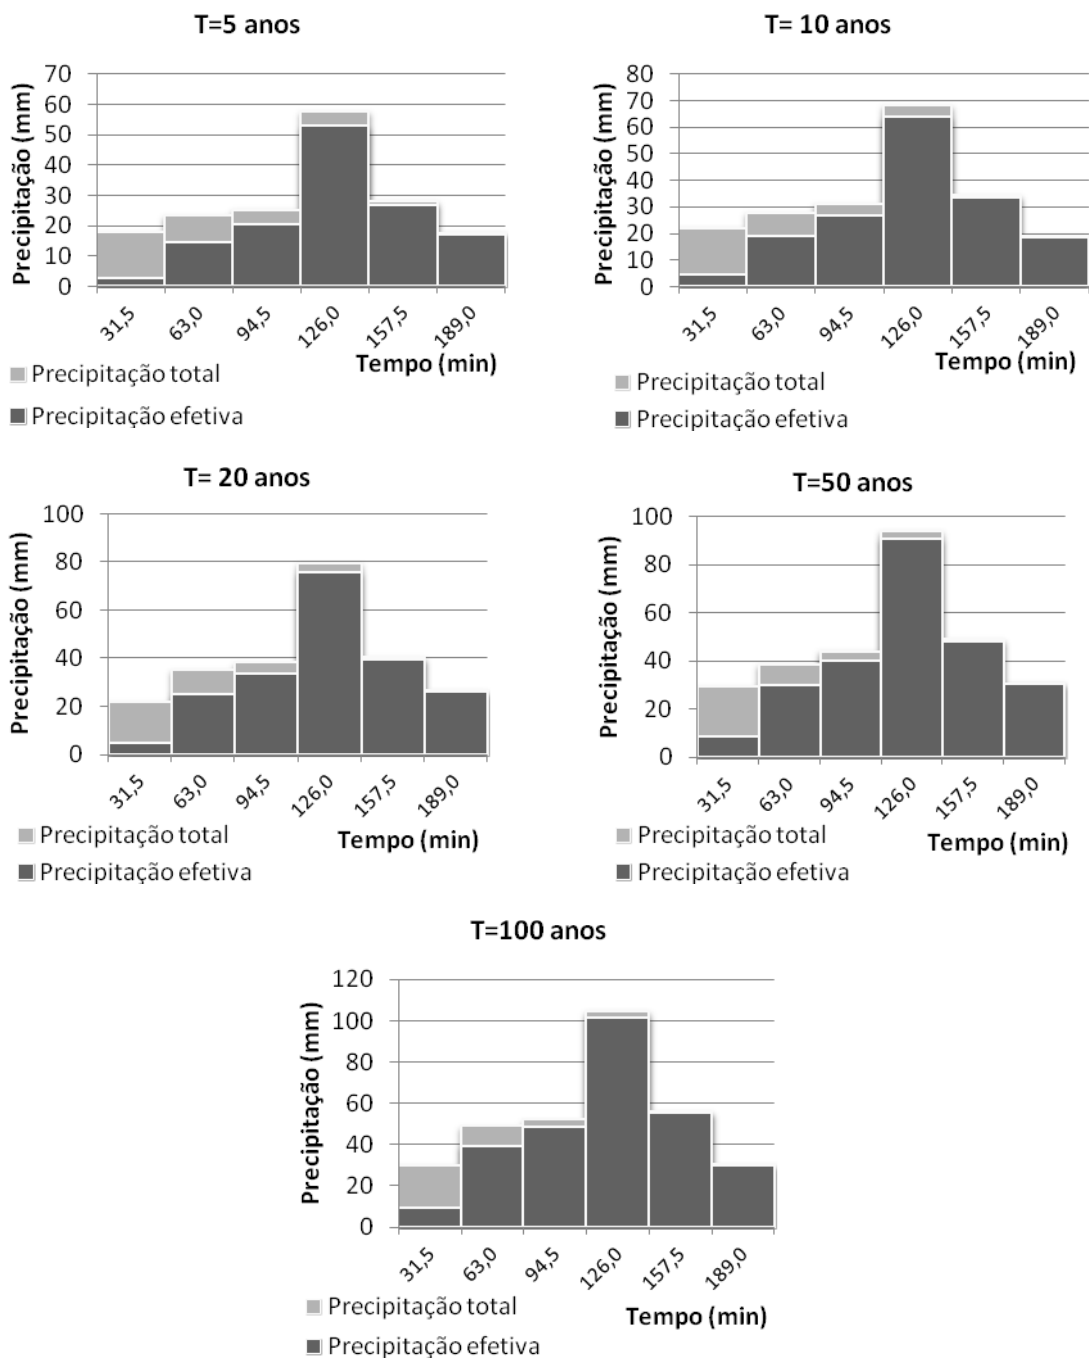 T=5 anos
Precipitação (mm)
70
60
50
40
30
20
10
0
31,5
63,0
94,5
126,0
157,5
189,0
Tempo (min)
Precipitação total
Precipitação efetiva
T= 10 anos
Precipitação (mm)
80
70
60
50
40
30
20
10
0
31,5
63,0
94,5
126,0
157,5
189,0
Tempo (min)
Precipitação total
Precipitação efetiva
T= 20 anos
Precipitação (mm)
100
80
60
40
20
0
31,5
63,0
94,5
126,0
157,5
189,0
Precipitação total
Tempo (min)
Precipitação efetiva
T=50 anos
Precipitação (mm)
100
80
60
40
20
0
31,5
63,0
94,5
126,0
157,5
189,0
Precipitação total
Tempo (min)
Precipitação efetiva
T=100 anos
Precipitação (mm)
120
100
80
60
40
20
0
31,5
63,0
94,5
126,0
157,5
189,0
Precipitação total
Tempo (min)
Precipitação efetiva